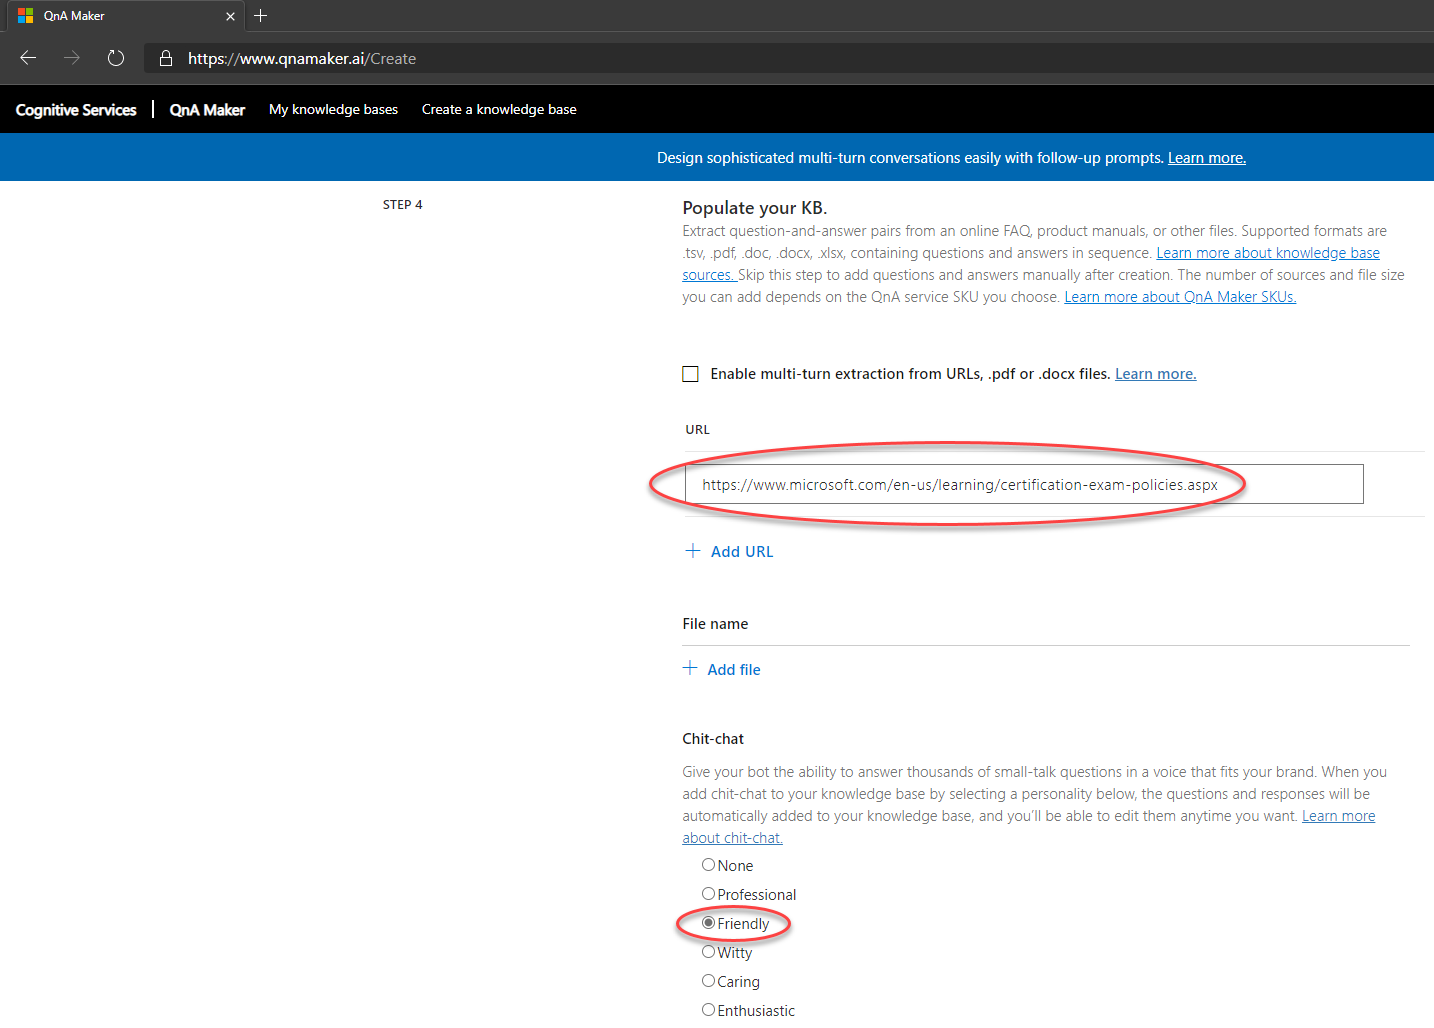 QnA Maker
https://www.qnamaker.ai/Create
Cognitive Services | QnA Maker My knowledge bases Create a knowledge base
Design sophisticated multi-turn conversations easily with follow-up prompts. Learn more.
STEP 4
Populate your KB.
Extract question-and-answer pairs from an online FAQ, product manuals, or other files. Supported formats are
.tsv, .pdf, .doc, .docx, .xlsx, containing questions and answers in sequence. Learn more about knowledge base
sources. Skip this step to add questions and answers manually after creation. The number of sources and file size
you can add depends on the QnA service SKU you choose. Learn more about QnA Maker SKUs.
Enable multi-turn extraction from URLs, .pdf or .docx files. Learn more.
URL
https://www.microsoft.com/en-us/learning/certification-exam-policies.aspx
+ Add URL
File name
+ Add file
Chit-chat
Give your bot the ability to answer thousands of small-talk questions in a voice that fits your brand. When you
add chit-chat to your knowledge base by selecting a personality below, the questions and responses will be
automatically added to your knowledge base, and you'll be able to edit them anytime you want. Learn more
about chit-chat.
None
Professional
Friendly
Witty
Caring
Enthusiastic